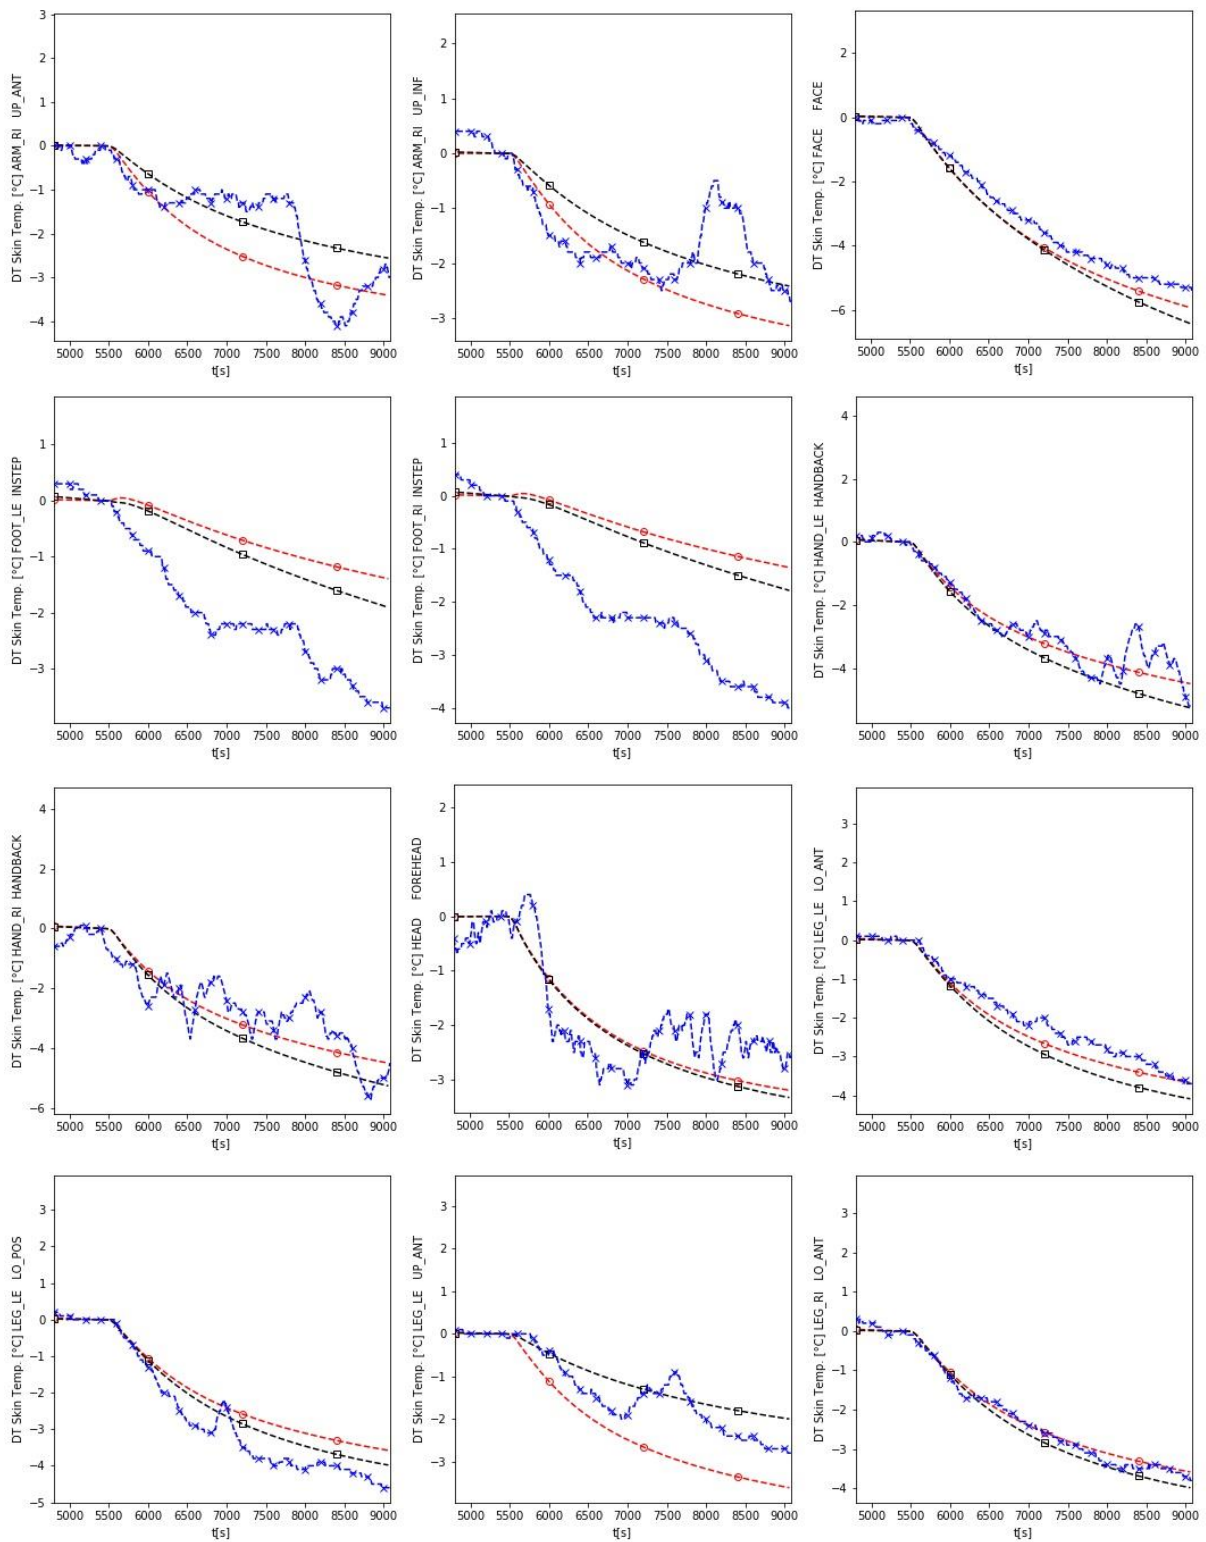 DT Skin Temp. [°C] ARM_RI UP_ANT
3
2
1
0
−1
−2
−3
−4
5000 5500 6000 6500 7000 7500 8000 8500 9000
t[s]
DT Skin Temp. [°C] ARM_RI UP_INF
2
1
0
−1
−2
−3
5000 5500 6000 6500 7000 7500 8000 8500 9000
t[s]
DT Skin Temp. [°C] FACE FACE
2
0
−2
−4
−6
5000 5500 6000 6500 7000 7500 8000 8500 9000
t[s]
DT Skin Temp. [°C] FOOT_LE INSTEP
1
0
−1
−2
−3
5000 5500 6000 6500 7000 7500 8000 8500 9000
t[s]
DT Skin Temp. [°C] FOOT_RI INSTEP
1
0
−1
−2
−3
−4
5000 5500 6000 6500 7000 7500 8000 8500 9000
t[s]
DT Skin Temp. [°C] HAND_LE HANDBACK
4
2
0
−2
−4
5000 5500 6000 6500 7000 7500 8000 8500 9000
t[s]
DT Skin Temp. [°C] HAND_RI HANDBACK
4
2
0
−2
−4
−6
5000 5500 6000 6500 7000 7500 8000 8500 9000
t[s]
DT Skin Temp. [°C] HEAD FOREHEAD
2
1
0
−1
−2
−3
5000 5500 6000 6500 7000 7500 8000 8500 9000
t[s]
DT Skin Temp. [°C] LEG_LE LO_ANT
3
2
1
0
−1
−2
−3
−4
5000 5500 6000 6500 7000 7500 8000 8500 9000
t[s]
DT Skin Temp. [°C] LEG_LE LO_POS
3
2
1
0
−1
−2
−3
−4
−5
5000 5500 6000 6500 7000 7500 8000 8500 9000
t[s]
DT Skin Temp. [°C] LEG_LE UP_ANT
3
2
1
0
−1
−2
−3
5000 5500 6000 6500 7000 7500 8000 8500 9000
t[s]
DT Skin Temp. [°C] LEG_RI LO_ANT
3
2
1
0
−1
−2
−3
−4
5000 5500 6000 6500 7000 7500 8000 8500 9000
t[s]